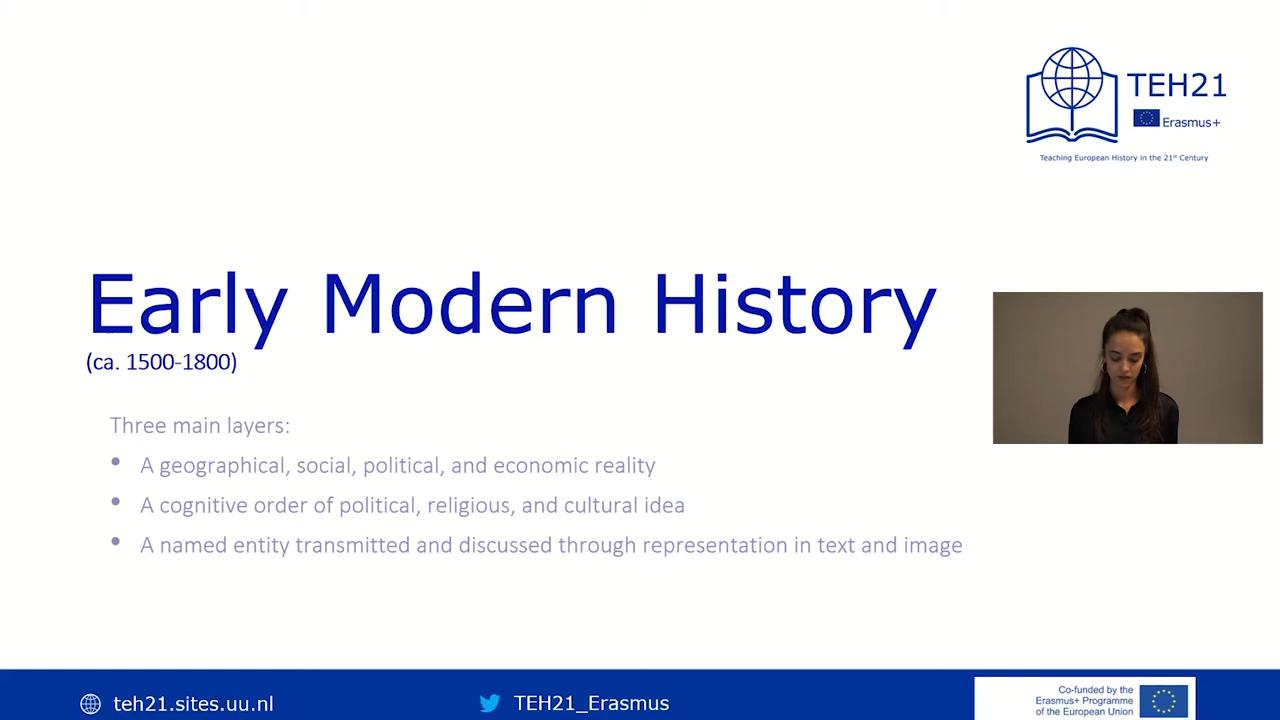 TEH21
Erasmus+
Teaching European History in the 21st Century
Early Modern History
(ca. 1500-1800)
Three main layers:
• A geographical, social, political, and economic reality
• A cognitive order of political, religious, and cultural idea
• A named entity transmitted and discussed through representation in text and image
teh21.sites.uu.nl
TEH21_Erasmus
Co-funded by the
Erasmus+ Programme
of the European Union